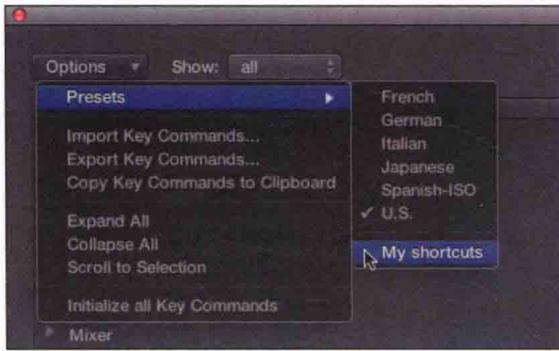 Options Show: all
Presets
Import Key Commands...
Export Key Commands...
Copy Key Commands to Clipboard
Expand All
Collapse All
Scroll to Selection
Initialize all Key Commands
Mixer
French
German
Italian
Japanese
Spanish-ISO
✓ U.S.
My shortcuts